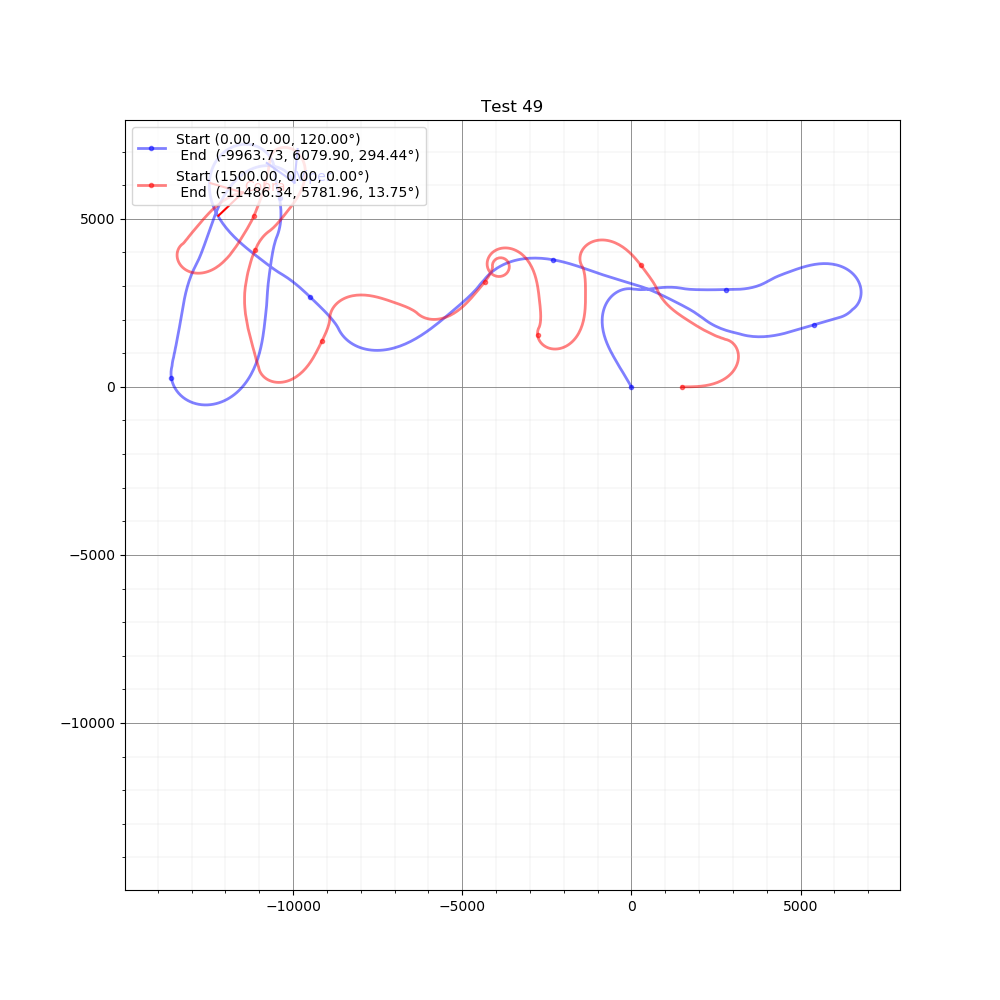 Test 49
Start (0.00, 0.00, 120.00°)
End  (-9963.73, 6079.90, 294.44°)
Start (1500.00, 0.00, 0.00°)
End  (-11486.34, 5781.96, 13.75°)
5000
0
−5000
−10000
−10000
−5000
0
5000